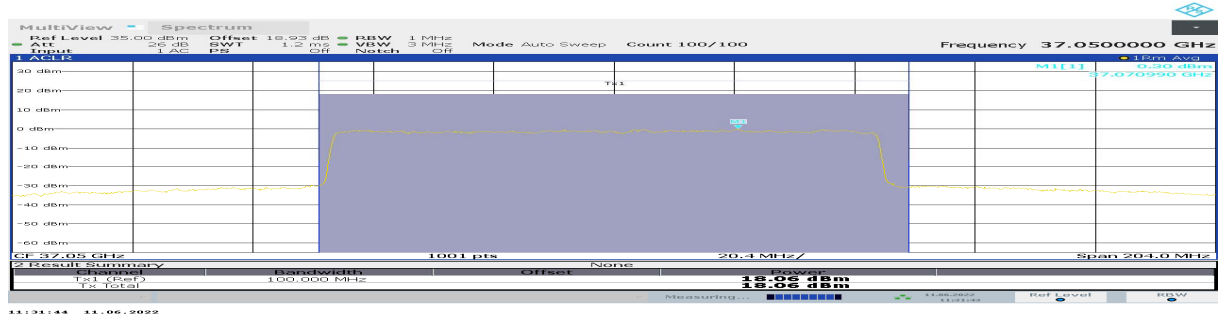 MultiView Spectrum
Ref Level 35.00 dBm Offset 18.93 dB RBW 1 MHz
Att 26 dB SWT 1.2 ms VBW 3 MHz Mode Auto Sweep Count 100/100 Frequency 37.0500000 GHz
Input 1 AC PS Off Notch Off
1 ACLR 1Rm Avg
M1[1] 0.30 dBm
37.070990 GHz
30 dBm
Tx1
20 dBm
10 dBm
M1
0 dBm
-10 dBm
-20 dBm
-30 dBm
-40 dBm
-50 dBm
-60 dBm
CF 37.05 GHz 1001 pts 20.4 MHz/ Span 204.0 MHz
2 Result Summary None
Channel Bandwidth Offset Power
Tx1 (Ref) 100.000 MHz 18.06 dBm
Tx Total 18.06 dBm
Measuring... 11.06.2022 Ref Level RBW
11:31:43
11:31:44 11.06.2022